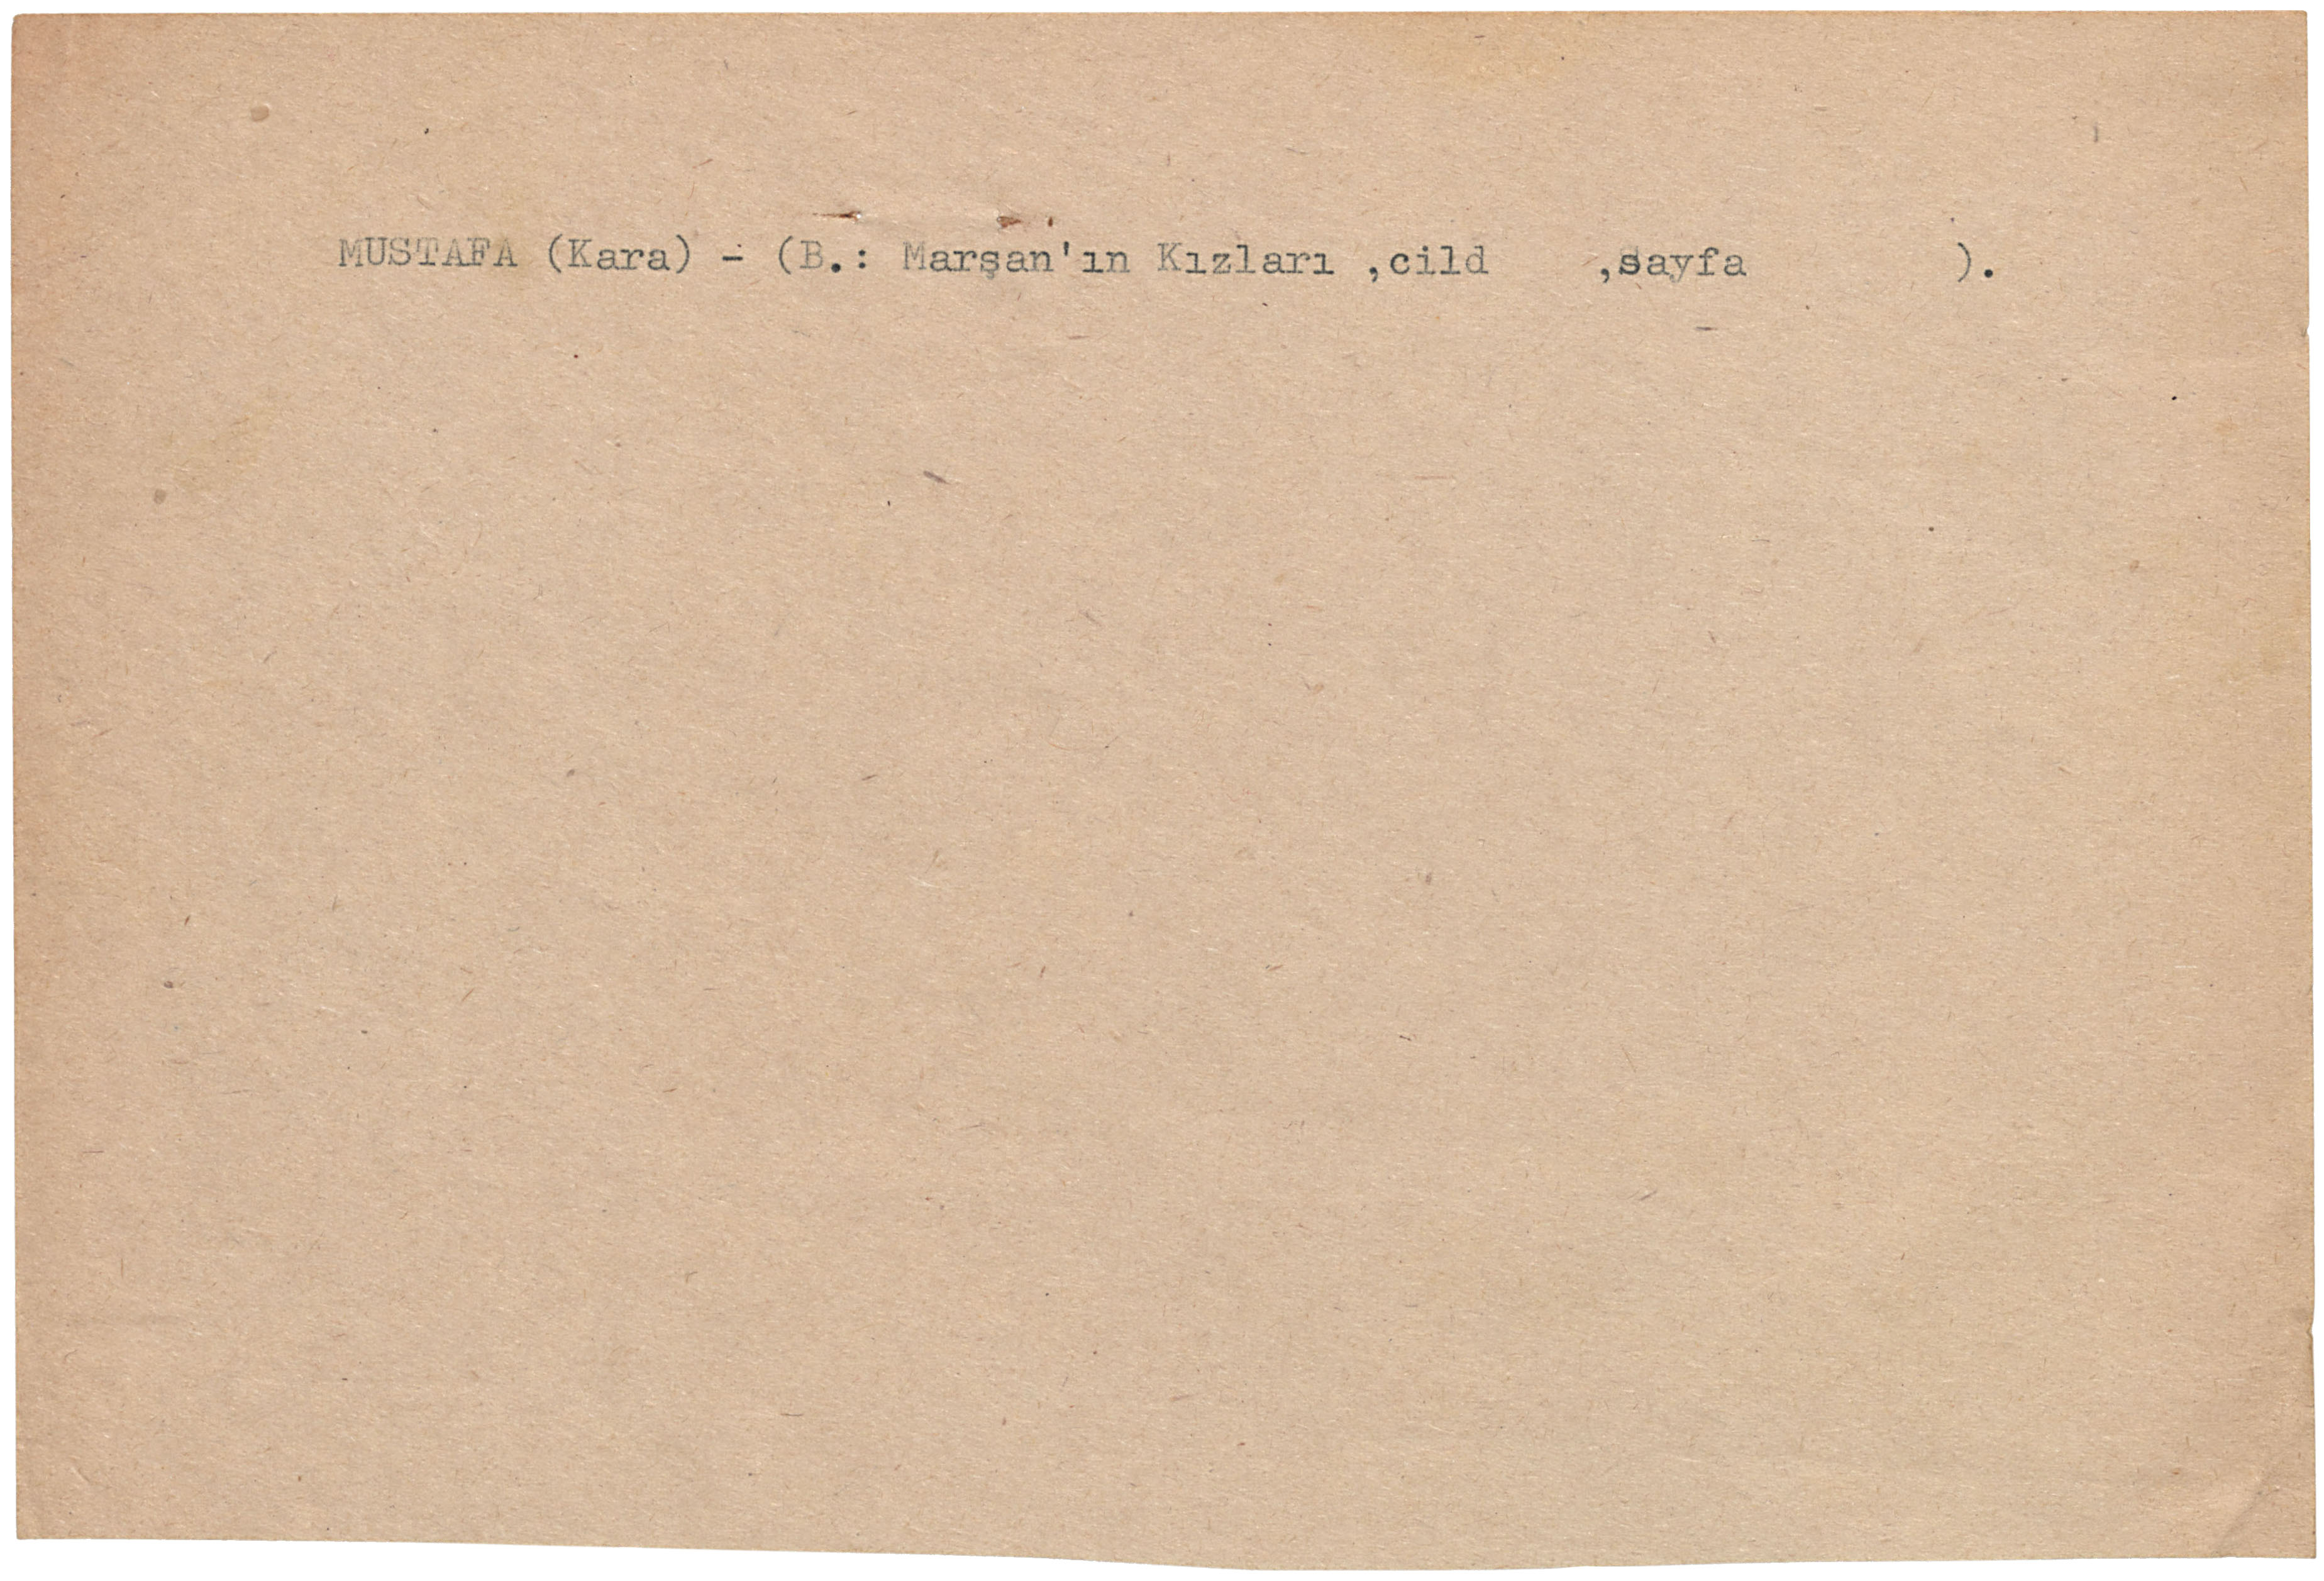 MUSTAFA (Kara) - (B.: Marşan'ın Kızları ,cild ,sayfa ).